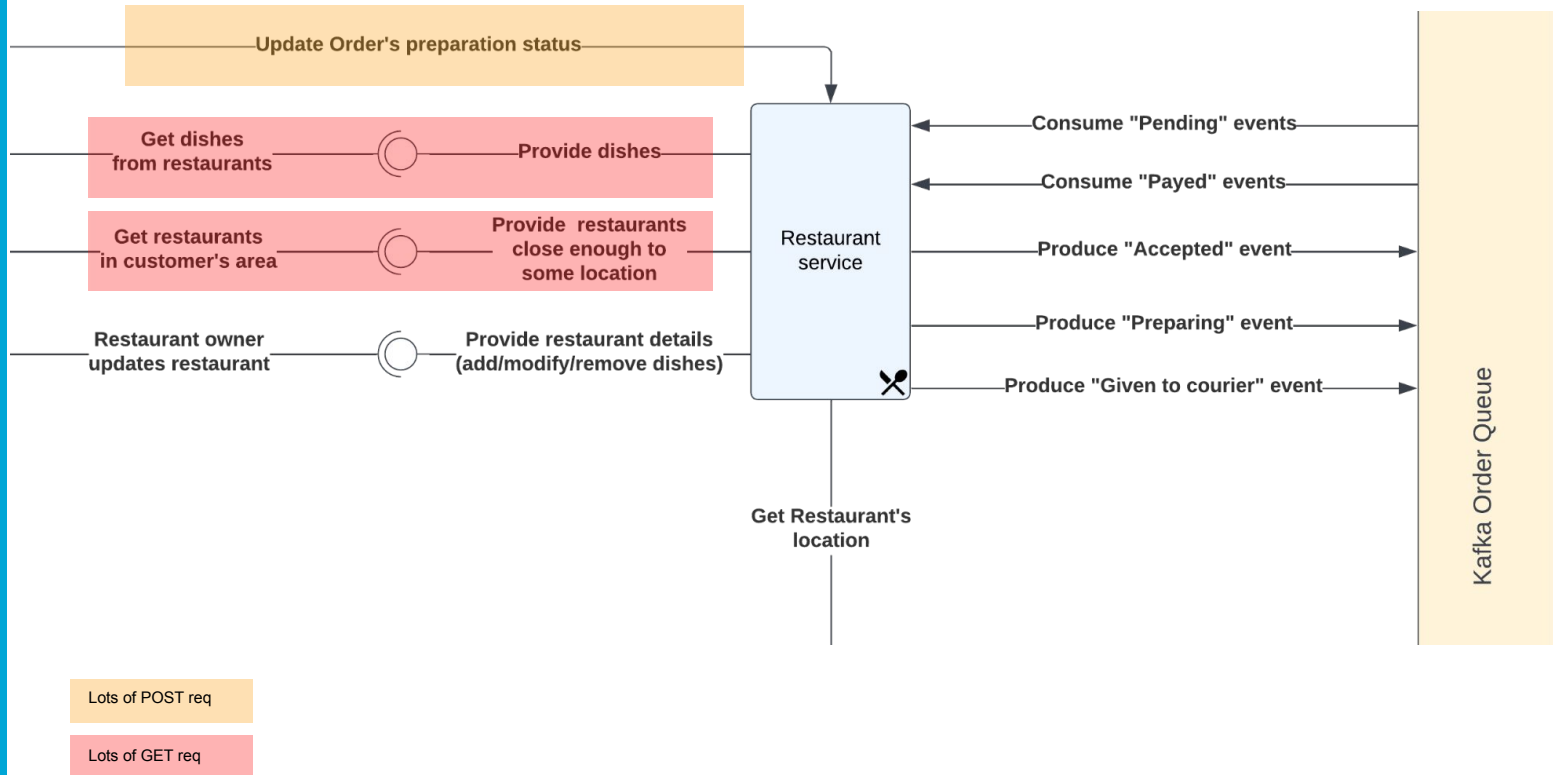 Update Order's preparation status
Get dishes
from restaurants
Provide dishes
Get restaurants
in customer's area
Provide  restaurants
close enough to
some location
Restaurant owner
updates restaurant
Provide restaurant details
(add/modify/remove dishes)
Restaurant
service
Consume "Pending" events
Consume "Payed" events
Produce "Accepted" event
Produce "Preparing" event
Produce "Given to courier" event
Kafka Order Queue
Get Restaurant's
location
Lots of POST req
Lots of GET req